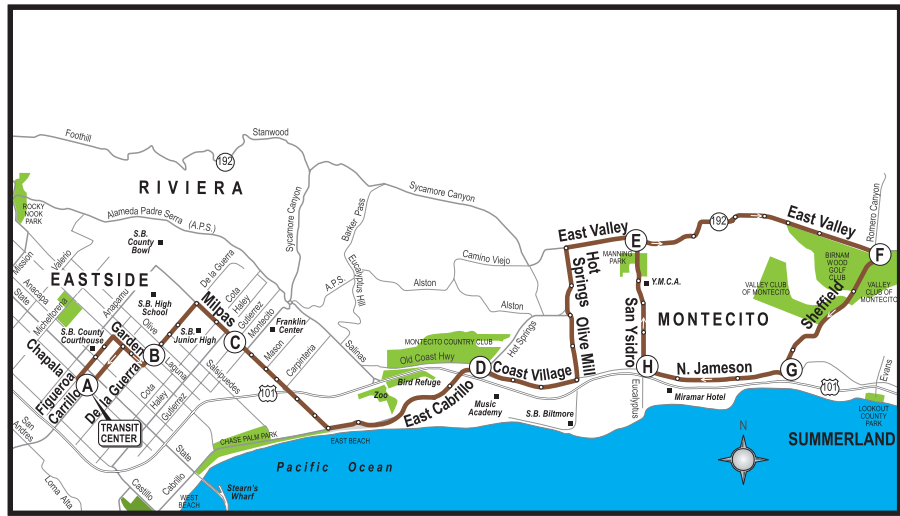 Foothill
Stanwood
192
RIVIERA
Sycamore Canyon
Sycamore Canyon
Barker Pass
Romero Canyon
ROCKY
NOOK
PARK
Alameda Padre Serra (A.P.S.)
S.B.
County
Bowl
Mission
Valerio
EASTSIDE
De la Guerra
Cota
Haley
Gutierrez
Montecito
Eucalyptus Hill
A.P.S.
Camino Viejo
Alston
Alston
East Valley
E
192
East Valley
F
MANNING
PARK
Y.M.C.A.
BIRNAM
WOOD
GOLF
CLUB
VALLEY CLUB
OF MONTECITO
VALLEY
CLUB OF
MONTECITO
Sheffield
State
Anacapa
Micheltorena
Anapamu
S.B. High
School
Olive
Milpas
S.B. County
Courthouse
Garden
B
S.B.
Junior High
C
Franklin
Center
Mason
Carpinteria
Salinas
MONTECITO COUNTRY CLUB
Old Coast Hwy
Hot Springs
Hot Springs
Olive Mill
San Ysidro
MONTECITO
Chapala
Figueroa
Carrillo
A
De la Guerra
Laguna
Salsipuedes
Cota
Haley
Gutierrez
101
D
Coast Village
Bird Refuge
Zoo
East Cabrillo
Music
Academy
S.B. Biltmore
H
N. Jameson
G
101
Evans
Eucalyptus
Miramar Hotel
LOOKOUT
COUNTY
PARK
San
Andres
TRANSIT
CENTER
State
CHASE PALM PARK
EAST BEACH
N
SUMMERLAND
Pacific Ocean
Loma Alta
Castillo
Cabrillo
WEST
BEACH
Stearn's
Wharf